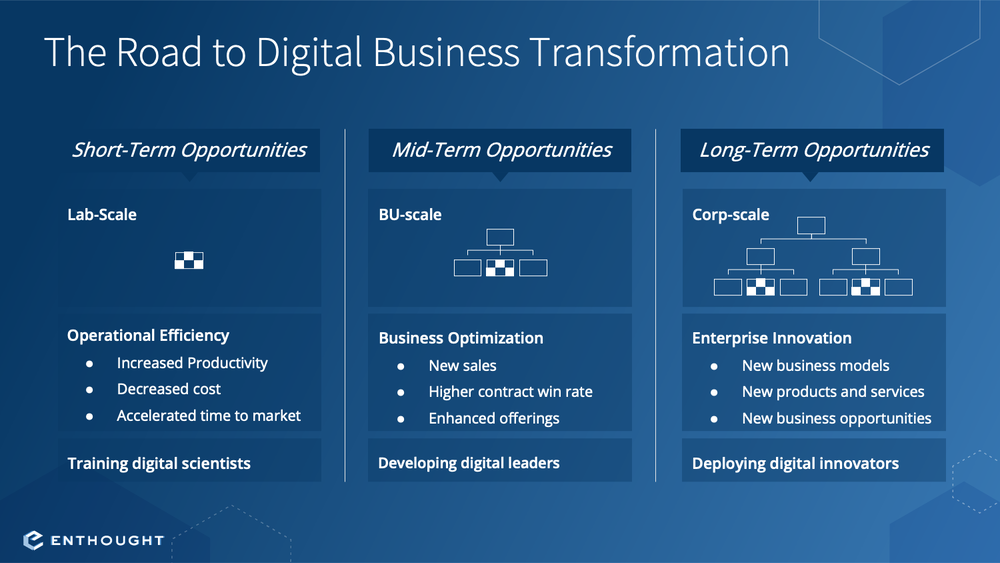 The Road to Digital Business Transformation
Short-Term Opportunities
Lab-Scale
Operational Efficiency
● Increased Productivity
● Decreased cost
● Accelerated time to market
Training digital scientists
Mid-Term Opportunities
BU-scale
Business Optimization
● New sales
● Higher contract win rate
● Enhanced offerings
Developing digital leaders
Long-Term Opportunities
Corp-scale
Enterprise Innovation
● New business models
● New products and services
● New business opportunities
Deploying digital innovators
ENTHOUGHT